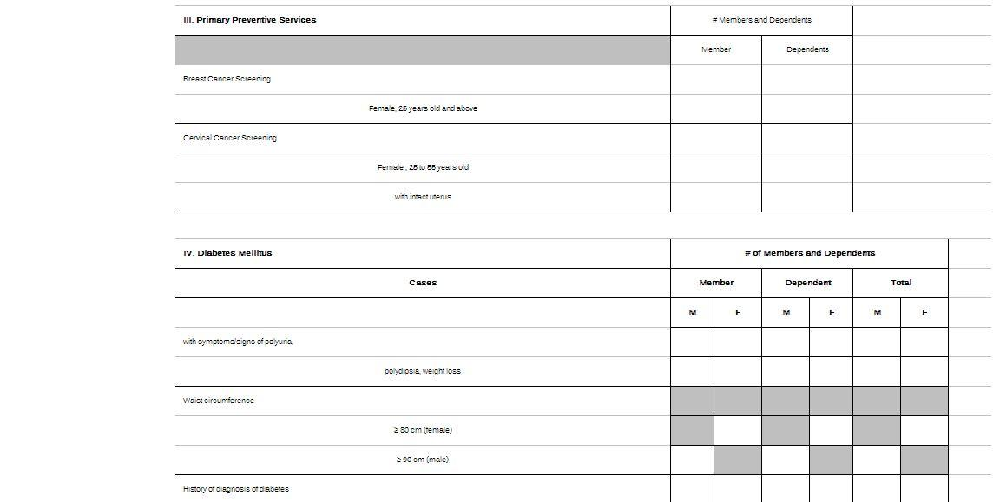 III. Primary Preventive Services
# Members and Dependents
Member Dependents
Breast Cancer Screening
Female, 25 years old and above
Cervical Cancer Screening
Female , 25 to 55 years old
with intact uterus
IV. Diabetes Mellitus
# of Members and Dependents
Cases Member Dependent Total
M F M F M F
with symptoms/signs of polyuria,
polydipsia, weight loss
Waist circumference
≥ 80 cm (female)
≥ 90 cm (male)
History of diagnosis of diabetes